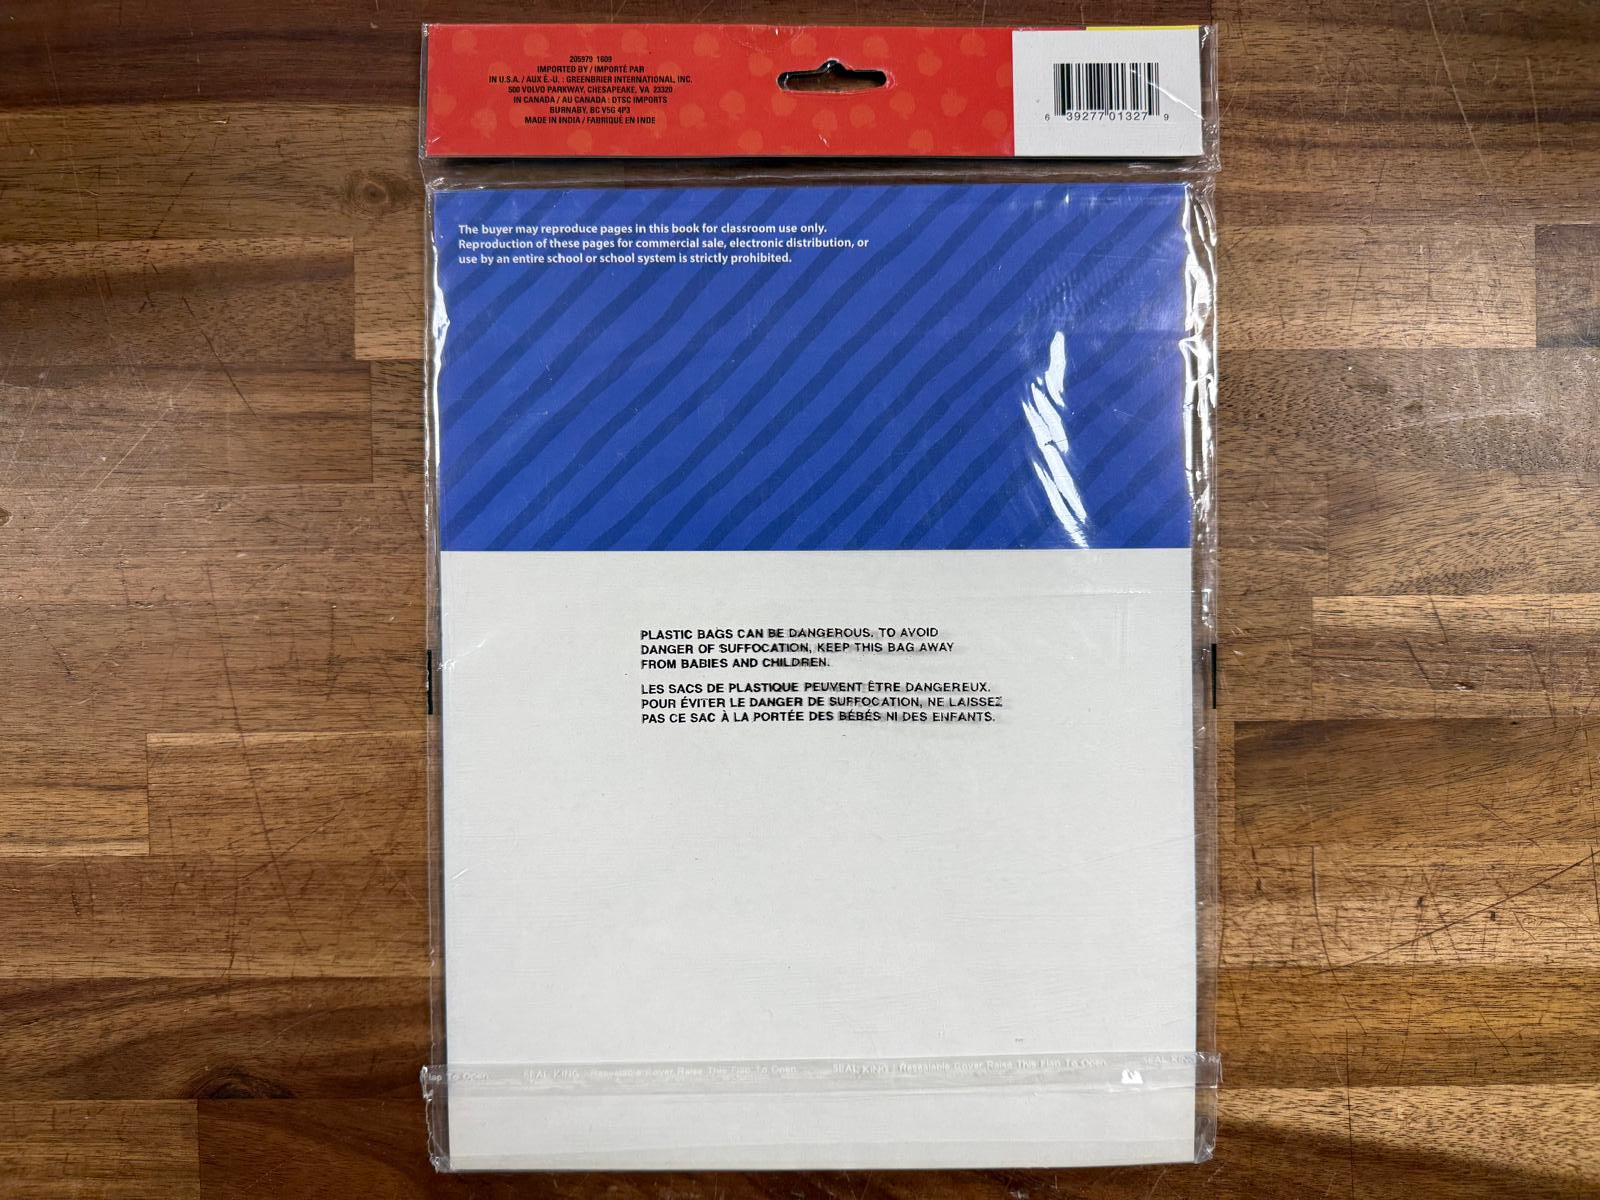 205979 1609
IMPORTED BY / IMPORTÉ PAR
IN U.S.A. / AUX É.-U. : GREENBRIER INTERNATIONAL, INC.
500 VOLVO PARKWAY, CHESAPEAKE, VA 23320
IN CANADA / AU CANADA : DTSC IMPORTS
BURNABY, BC V5G 4P3
MADE IN INDIA / FABRIQUÉ EN INDE
6 39277 01327 9
The buyer may reproduce pages in this book for classroom use only.
Reproduction of these pages for commercial sale, electronic distribution, or
use by an entire school or school system is strictly prohibited.
PLASTIC BAGS CAN BE DANGEROUS. TO AVOID
DANGER OF SUFFOCATION, KEEP THIS BAG AWAY
FROM BABIES AND CHILDREN.
LES SACS DE PLASTIQUE PEUVENT ÊTRE DANGEREUX.
POUR ÉVITER LE DANGER DE SUFFOCATION, NE LAISSEZ
PAS CE SAC À LA PORTÉE DES BÉBÉS NI DES ENFANTS.
To Open SEAL KING Resealable Cover Raise This Flap To Open SEAL KING Resealable Cover Raise This Flap To Open SEAL KING